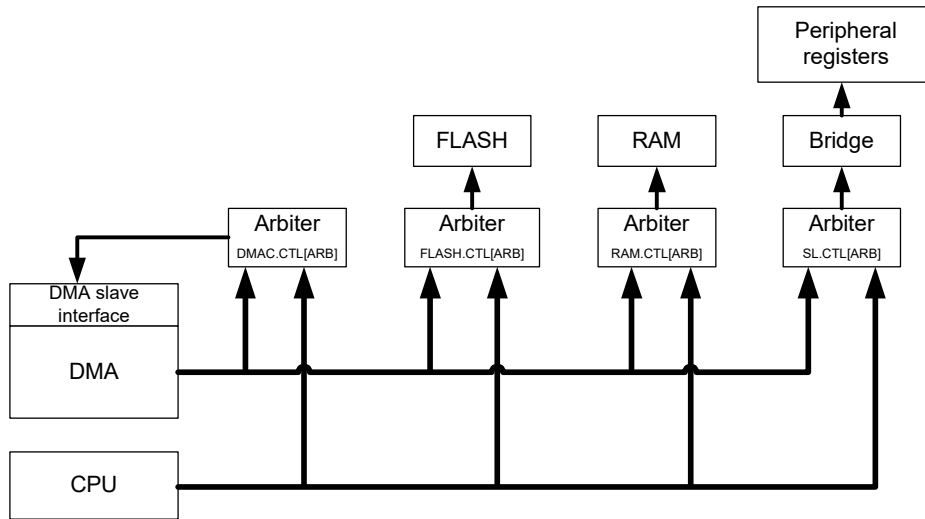 Peripheral
registers
FLASH
RAM
Bridge
Arbiter
DMAC.CTL[ARB]
Arbiter
FLASH.CTL[ARB]
Arbiter
RAM.CTL[ARB]
Arbiter
SL.CTL[ARB]
DMA slave
interface
DMA
CPU